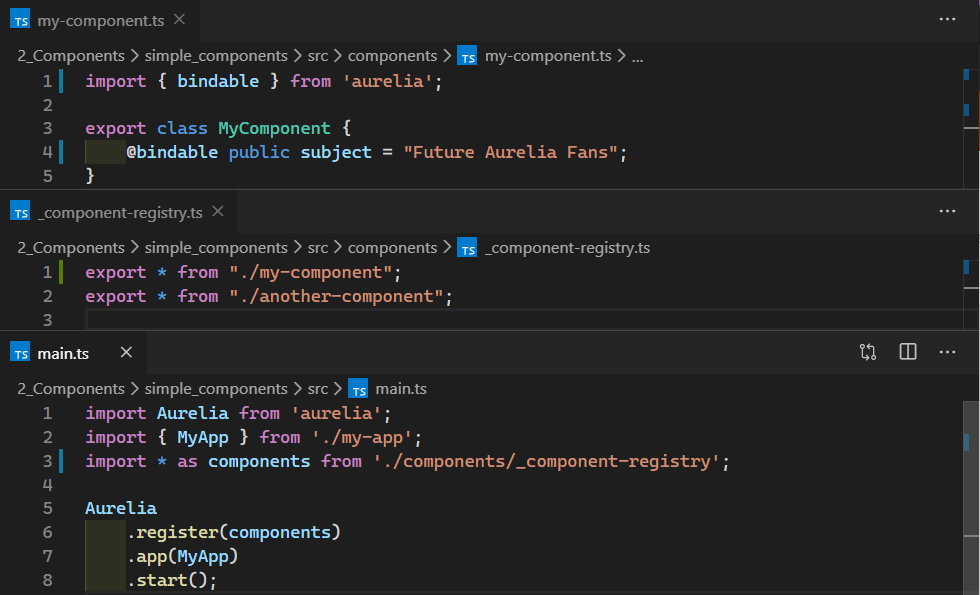 TS my-component.ts
2_Components > simple_components > src > components > TS my-component.ts > ...
1 import { bindable } from 'aurelia';
2
3 export class MyComponent {
4     @bindable public subject = "Future Aurelia Fans";
5 }
TS _component-registry.ts
2_Components > simple_components > src > components > TS _component-registry.ts
1 export * from "./my-component";
2 export * from "./another-component";
3
TS main.ts
2_Components > simple_components > src > TS main.ts
1 import Aurelia from 'aurelia';
2 import { MyApp } from './my-app';
3 import * as components from './components/_component-registry';
4
5 Aurelia
6     .register(components)
7     .app(MyApp)
8     .start();